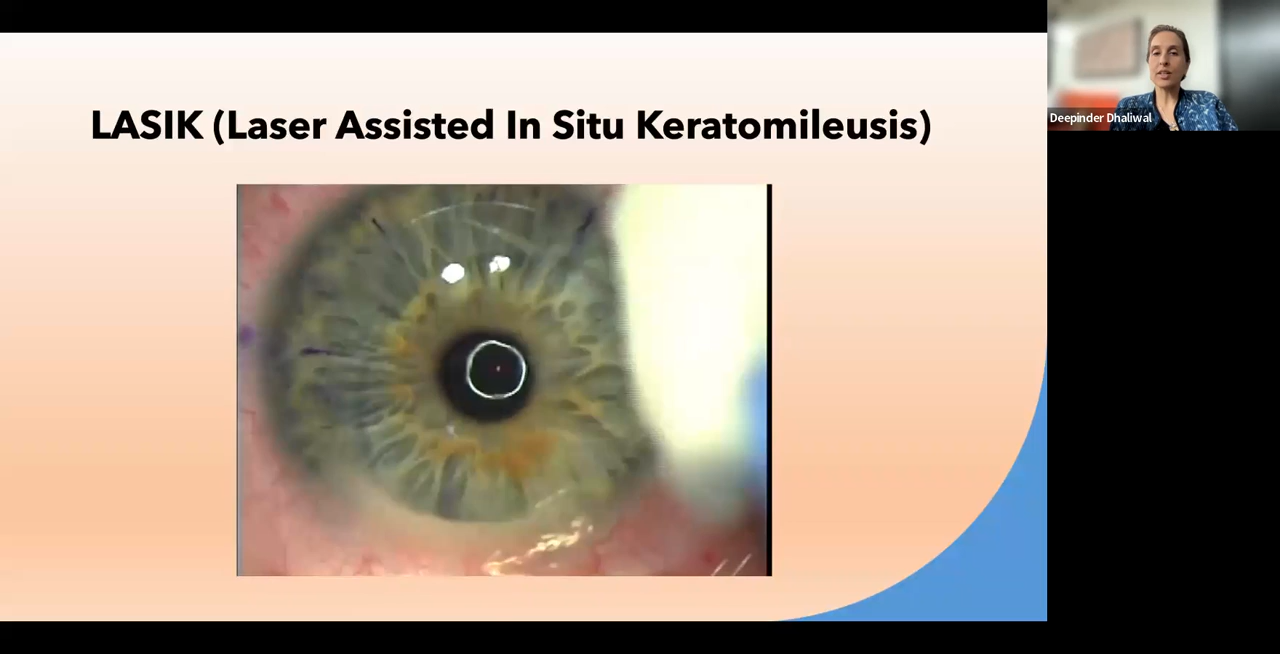 LASIK (Laser Assisted In Situ Keratomileusis)
Deepinder Dhaliwal